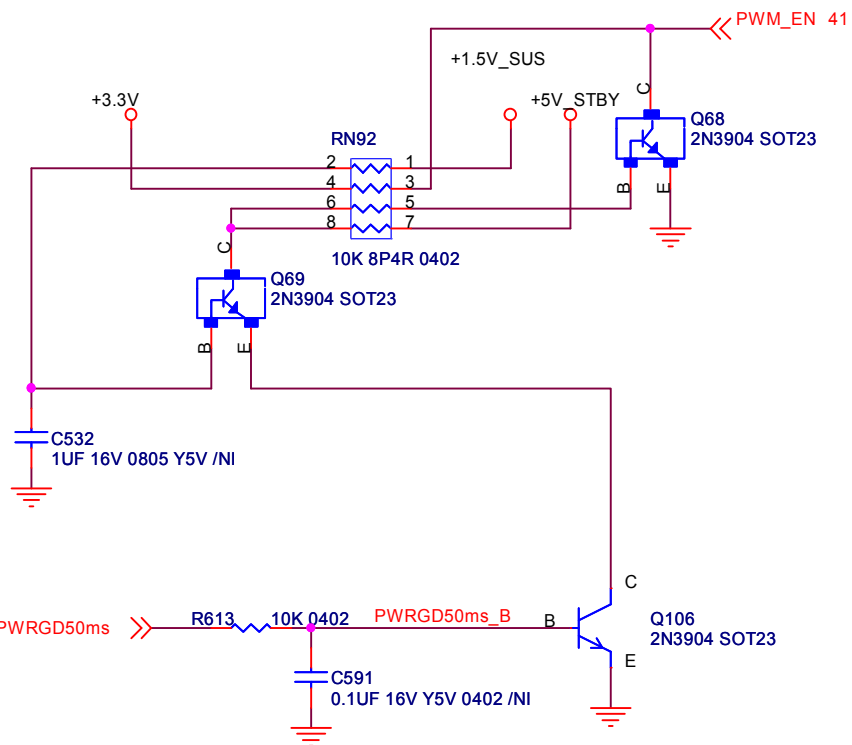 PWM_EN 41
+1.5V_SUS
+3.3V
+5V_STBY
C
Q68
2N3904 SOT23
RN92
2 1
4 3
6 5
8 7
B E
10K 8P4R 0402
C
Q69
2N3904 SOT23
B E
C532
1UF 16V 0805 Y5V /NI
C
PWRGD50ms
R613 10K 0402
PWRGD50ms_B
B
Q106
2N3904 SOT23
E
C591
0.1UF 16V Y5V 0402 /NI